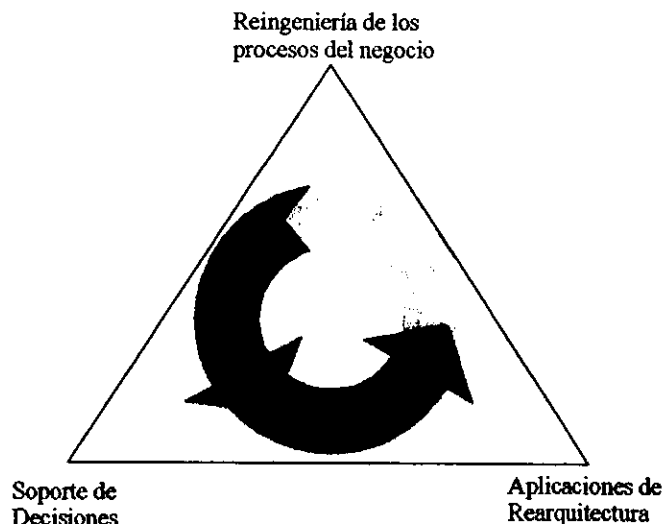 Reingeniería de los
procesos del negocio
Soporte de
Decisiones
Aplicaciones de
Rearquitectura